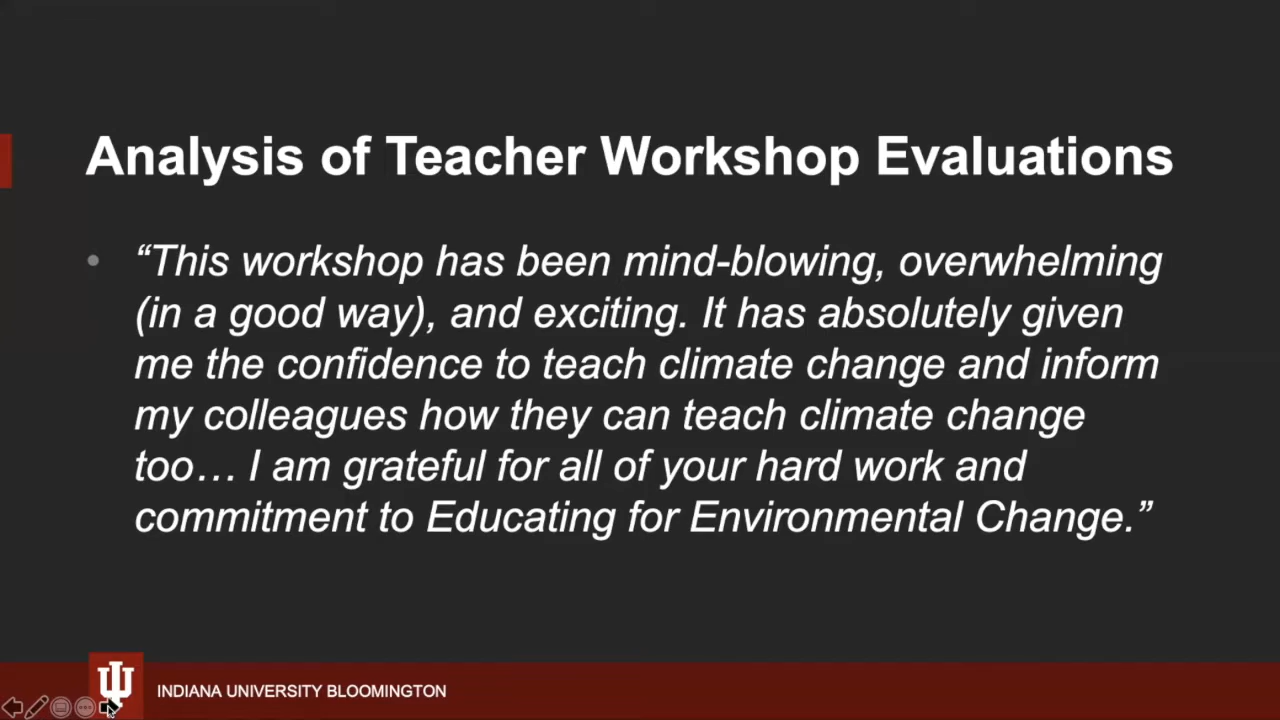 Analysis of Teacher Workshop Evaluations
• “This workshop has been mind-blowing, overwhelming
(in a good way), and exciting. It has absolutely given
me the confidence to teach climate change and inform
my colleagues how they can teach climate change
too… I am grateful for all of your hard work and
commitment to Educating for Environmental Change.”
INDIANA UNIVERSITY BLOOMINGTON